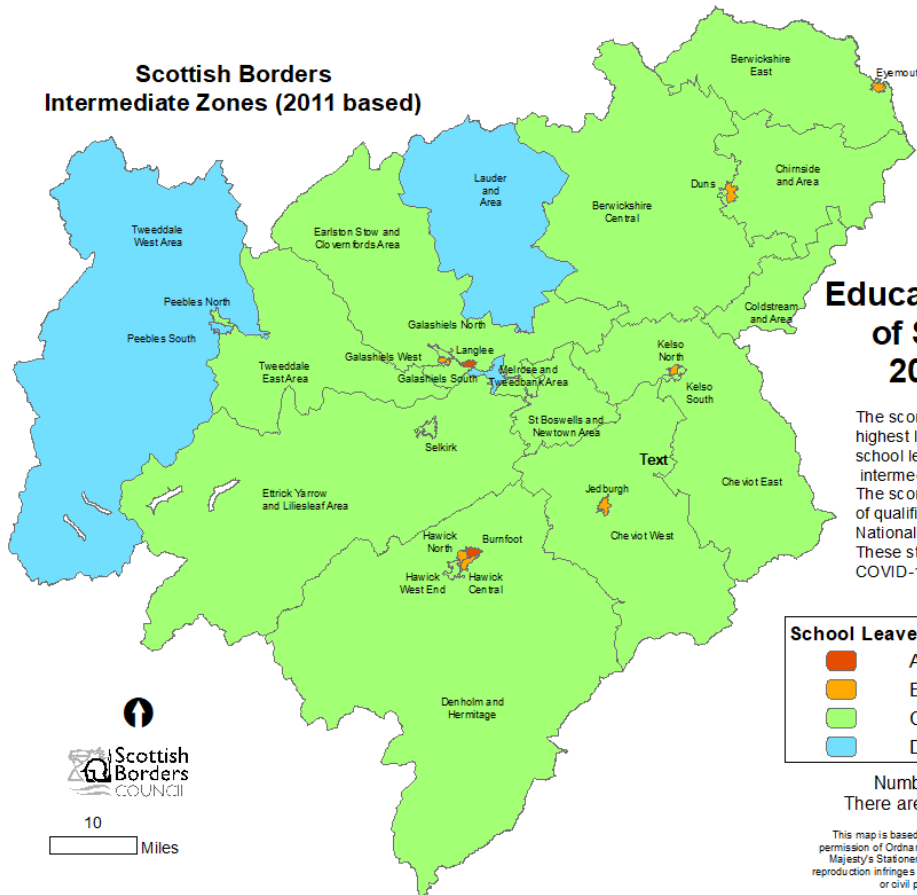 Scottish Borders
Intermediate Zones (2011 based)
Berwickshire
East
Eyemout
Chirnside
and Area
Duns
Lauder
and
Area
Berwickshire
Central
Tweeddale
West Area
Earlston Stow and
Clovernfords Area
Coldstream
and Area
Peebles North
Peebles South
Galashiels North
Galashiels West
Langlee
Galashiels South
Melrose and
Tweedbank Area
Kelso
North
Kelso
South
Tweeddale
East Area
St Boswells and
Newtown Area
Selkirk
Text
Jedburgh
Cheviot East
Ettrick Yarrow
and Liliesleaf Area
Cheviot West
Hawick
North
Burnfoot
Hawick
West End
Hawick
Central
Denholm and
Hermitage
Educa
of S
20
The scor
highest l
school le
intermed
The scor
of qualifi
National
These st
COVID-1
School Leave
A
B
C
D
Numb
There are
This map is based
permission of Ordnar
Majesty's Stationer
reproduction infringes
or civil p
Scottish
Borders
COUNCIL
10
Miles